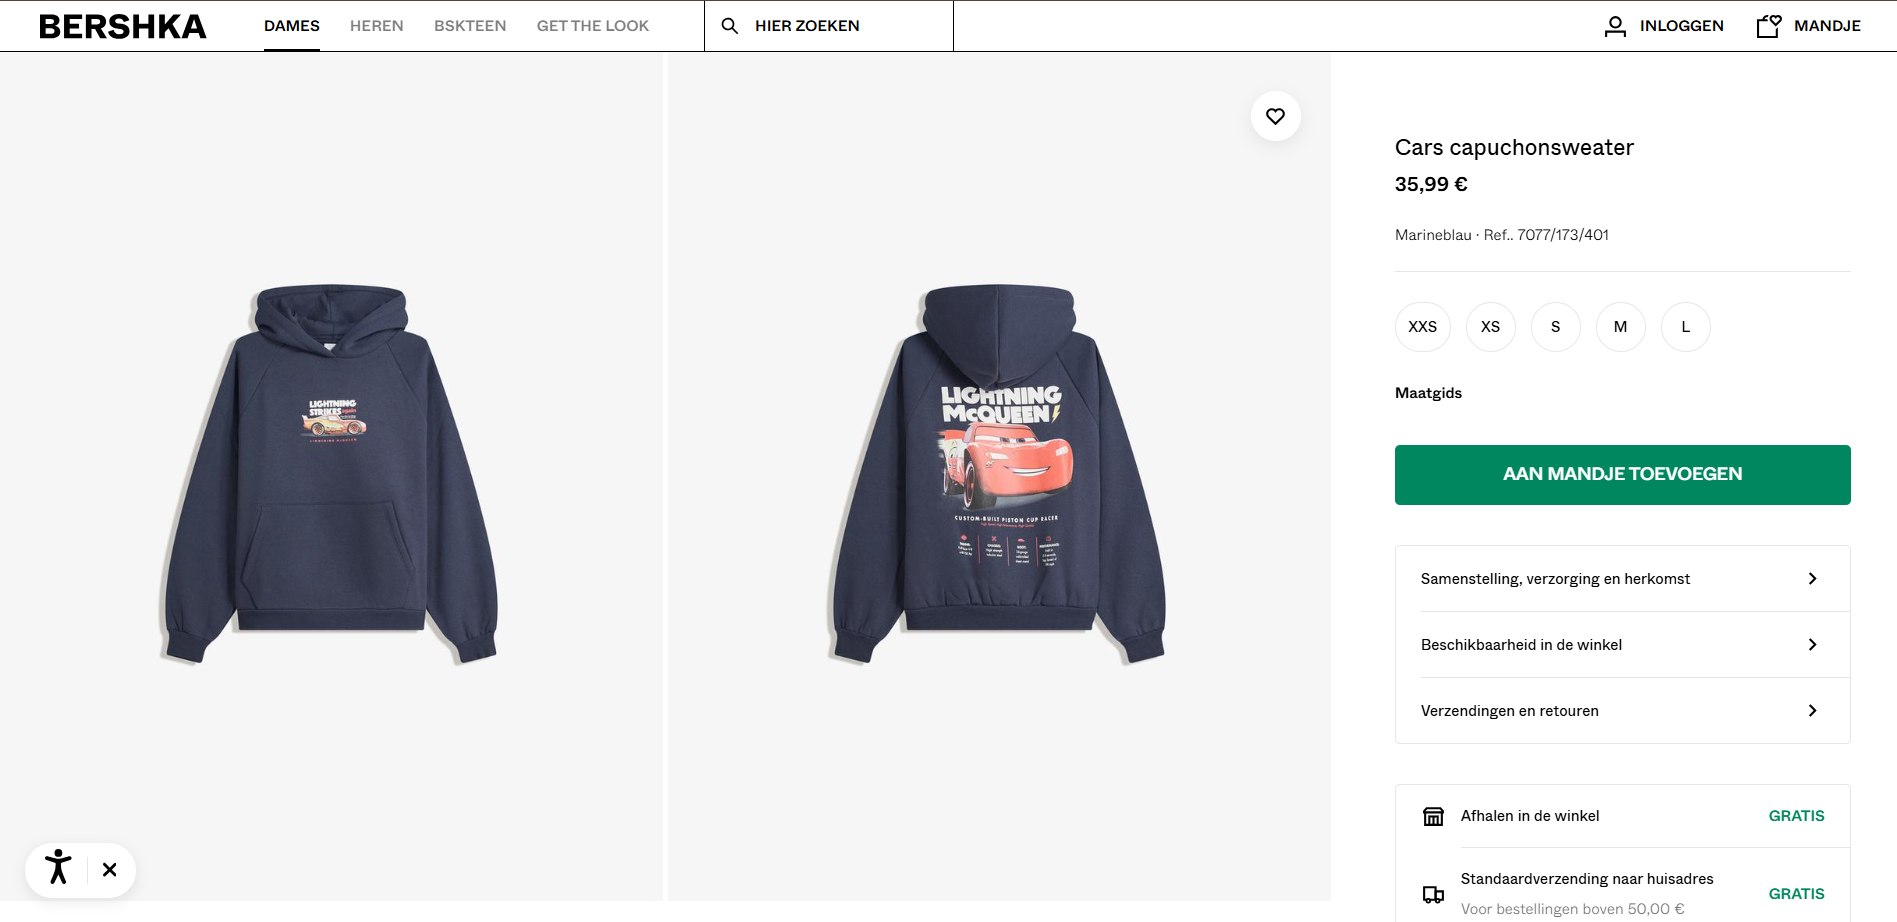 BERSHKA
DAMES
HEREN
BSKTEEN
GET THE LOOK
HIER ZOEKEN
INLOGGEN
MANDJE
LIGHTNING
STRIKES again
LIGHTNING McQUEEN
LIGHTNING
McQUEEN
CUSTOM-BUILT PISTON CUP RACER
Cars capuchonsweater
35,99 €
Marineblau · Ref.. 7077/173/401
XXS
XS
S
M
L
Maatgids
AAN MANDJE TOEVOEGEN
Samenstelling, verzorging en herkomst
Beschikbaarheid in de winkel
Verzendingen en retouren
Afhalen in de winkel
GRATIS
Standaardverzending naar huisadres
GRATIS
Voor bestellingen boven 50,00 €